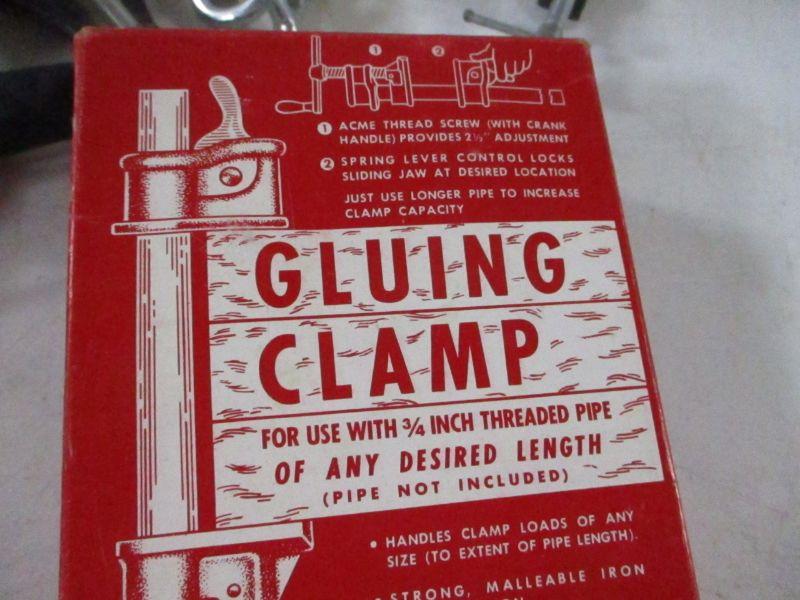 1 2
1 ACME THREAD SCREW (WITH CRANK
HANDLE) PROVIDES 2½" ADJUSTMENT
2 SPRING LEVER CONTROL LOCKS
SLIDING JAW AT DESIRED LOCATION
JUST USE LONGER PIPE TO INCREASE
CLAMP CAPACITY
GLUING
CLAMP
FOR USE WITH ¾ INCH THREADED PIPE
OF ANY DESIRED LENGTH
(PIPE NOT INCLUDED)
• HANDLES CLAMP LOADS OF ANY
SIZE (TO EXTENT OF PIPE LENGTH).
• STRONG, MALLEABLE IRON